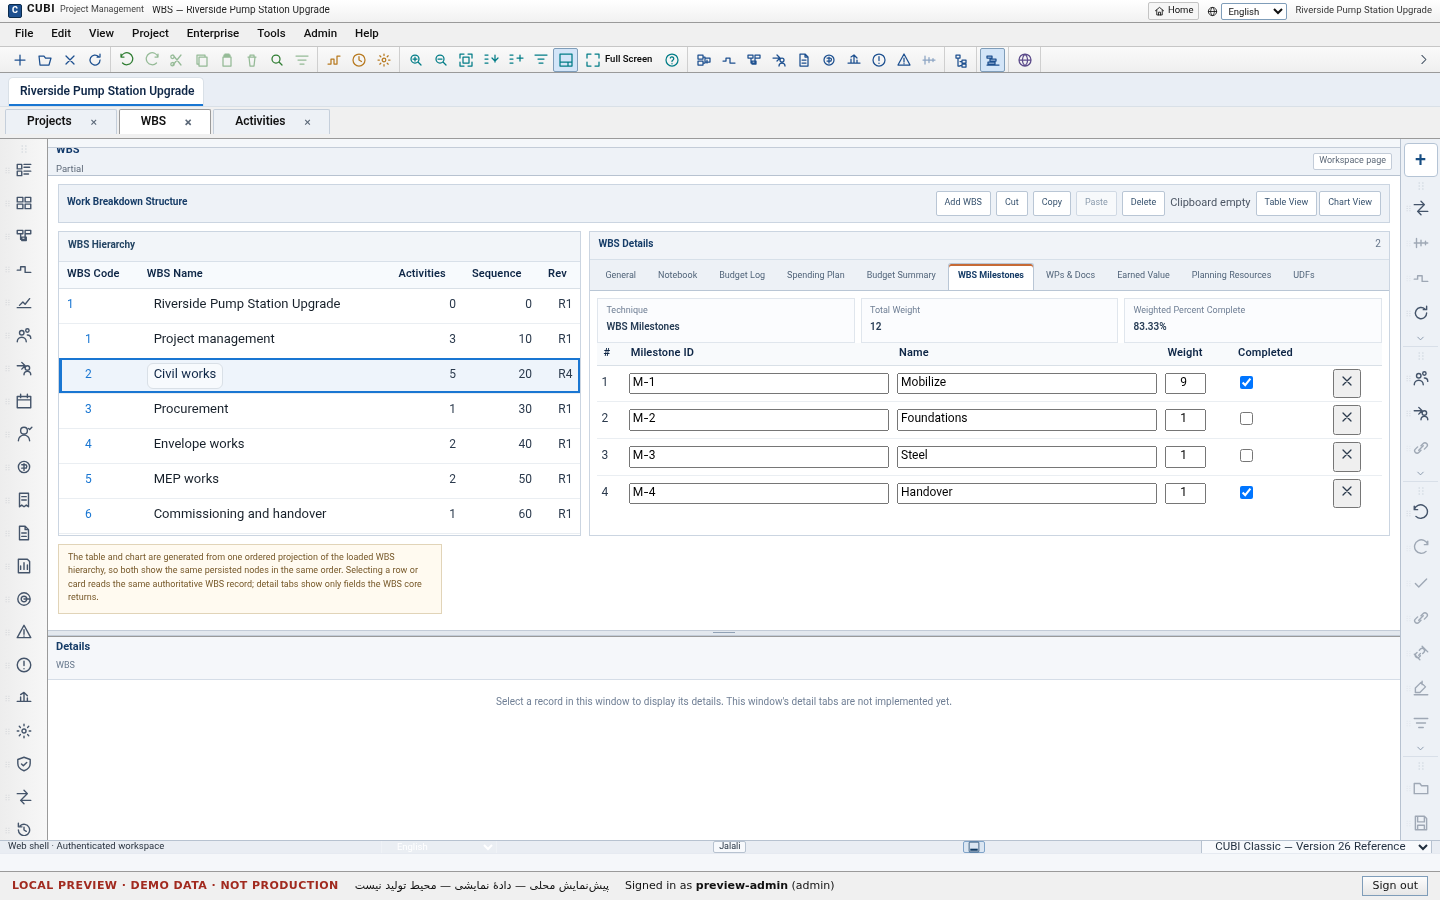 C CUBI Project Management WBS — Riverside Pump Station Upgrade Home English Riverside Pump Station Upgrade
File Edit View Project Enterprise Tools Admin Help
Full Screen
Riverside Pump Station Upgrade
Projects × WBS × Activities ×
WBS
Partial Workspace page
Work Breakdown Structure Add WBS Cut Copy Paste Delete Clipboard empty Table View Chart View
WBS Hierarchy
WBS Code WBS Name Activities Sequence Rev
1 Riverside Pump Station Upgrade 0 0 R1
1 Project management 3 10 R1
2 Civil works 5 20 R4
3 Procurement 1 30 R1
4 Envelope works 2 40 R1
5 MEP works 2 50 R1
6 Commissioning and handover 1 60 R1
WBS Details 2
General Notebook Budget Log Spending Plan Budget Summary WBS Milestones WPs & Docs Earned Value Planning Resources UDFs
Technique Total Weight Weighted Percent Complete
WBS Milestones 12 83.33%
# Milestone ID Name Weight Completed
1 M-1 Mobilize 9
2 M-2 Foundations 1
3 M-3 Steel 1
4 M-4 Handover 1
The table and chart are generated from one ordered projection of the loaded WBS
hierarchy, so both show the same persisted nodes in the same order. Selecting a row or
card reads the same authoritative WBS record; detail tabs show only fields the WBS core
returns.
Details
WBS
Select a record in this window to display its details. This window's detail tabs are not implemented yet.
Web shell · Authenticated workspace English Jalali CUBI Classic — Version 26 Reference
LOCAL PREVIEW · DEMO DATA · NOT PRODUCTION پیش‌نمایش محلی — دادهٔ نمایشی — محیط تولید نیست Signed in as preview-admin (admin) Sign out